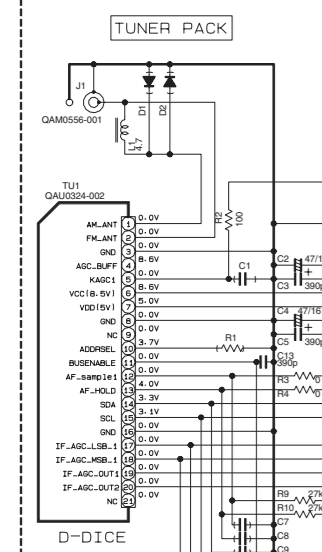 TUNER PACK
J1
QAM0556-001
D1
D2
L1
4.7
TU1
QAU0324-002
R2
100
AM_ANT 1 0.0V
FM_ANT 2 0.0V
GND 3 0.0V
AGC_BUFF 4 8.6V
KAGC1 5 0.0V
VCC(8.5V) 6 8.6V
VDD(5V) 7 5.0V
GND 8 0.0V
NC 9 0.0V
ADDRSEL 10 3.7V
BUSENABLE 11 0.0V
AF_sample1 12 0.0V
AF_HOLD 13 4.0V
SDA 14 3.3V
SCL 15 3.1V
GND 16 0.0V
IF_AGC_LSB_1 17 0.0V
IF_AGC_MSB_1 18 0.0V
IF_AGC_OUT1 19 0.0V
IF_AGC_OUT2 20 0.0V
NC 21 0.0V
C1
C2 47/1
C3 390p
C4 47/16
C5 390p
R1
C13
390p
R3 0
R4 0
R9 27k
R10 27k
C7
C8
C9
D-DICE